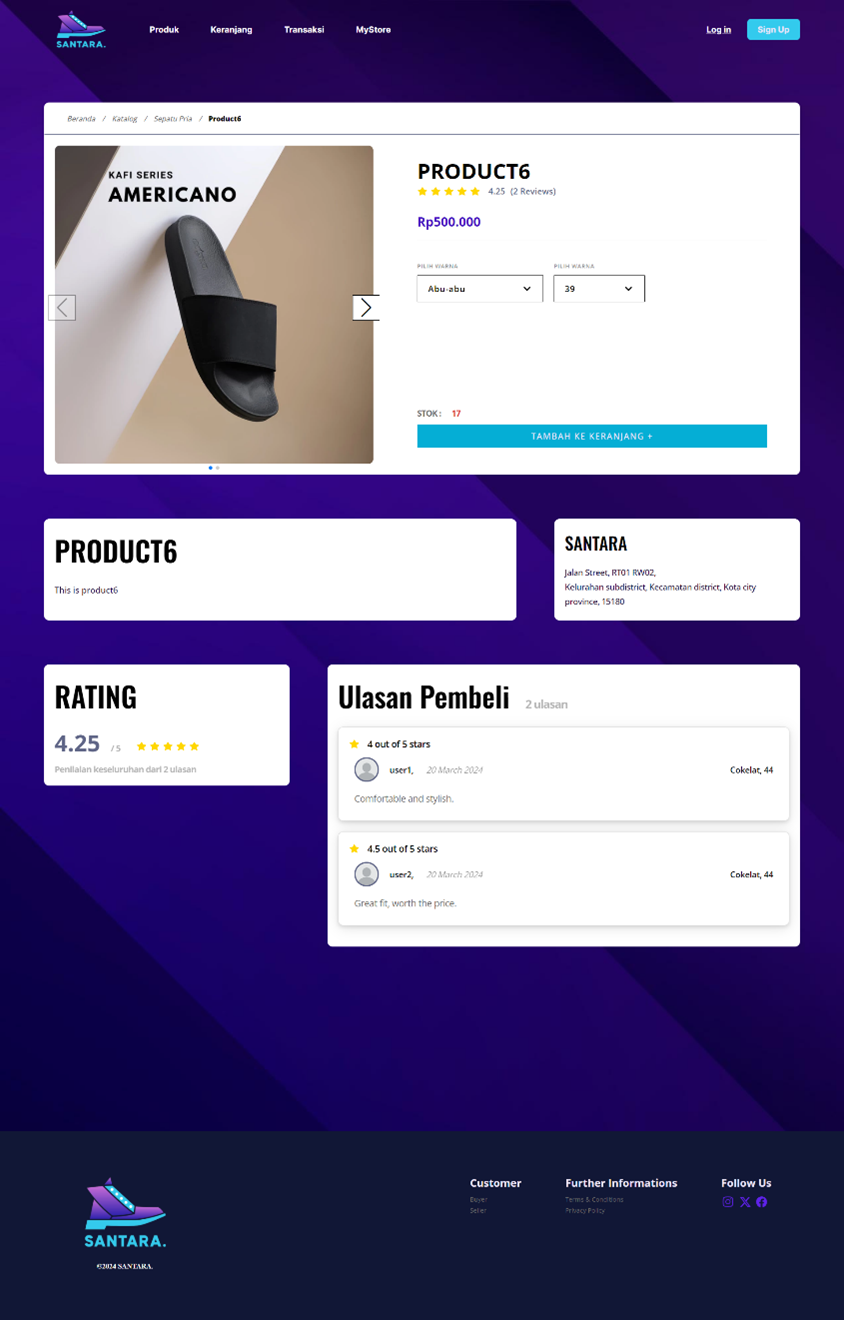 SANTARA.
Produk
Keranjang
Transaksi
MyStore
Log in
Sign Up
Beranda / Katalog / Sepatu Pria / Product6
KAFI SERIES
AMERICANO
PRODUCT6
4.25 (2 Reviews)
Rp500.000
PILIH WARNA
PILIH WARNA
Abu-abu
39
STOK : 17
TAMBAH KE KERANJANG +
PRODUCT6
This is product6
SANTARA
Jalan Street, RT01 RW02,
Kelurahan subdistrict, Kecamatan district, Kota city
province, 15180
RATING
4.25 / 5
Penilaian keseluruhan dari 2 ulasan
Ulasan Pembeli 2 ulasan
4 out of 5 stars
user1, 20 March 2024
Cokelat, 44
Comfortable and stylish.
4.5 out of 5 stars
user2, 20 March 2024
Cokelat, 44
Great fit, worth the price.
SANTARA.
©2024 SANTARA.
Customer
Buyer
Seller
Further Informations
Terms & Conditions
Privacy Policy
Follow Us